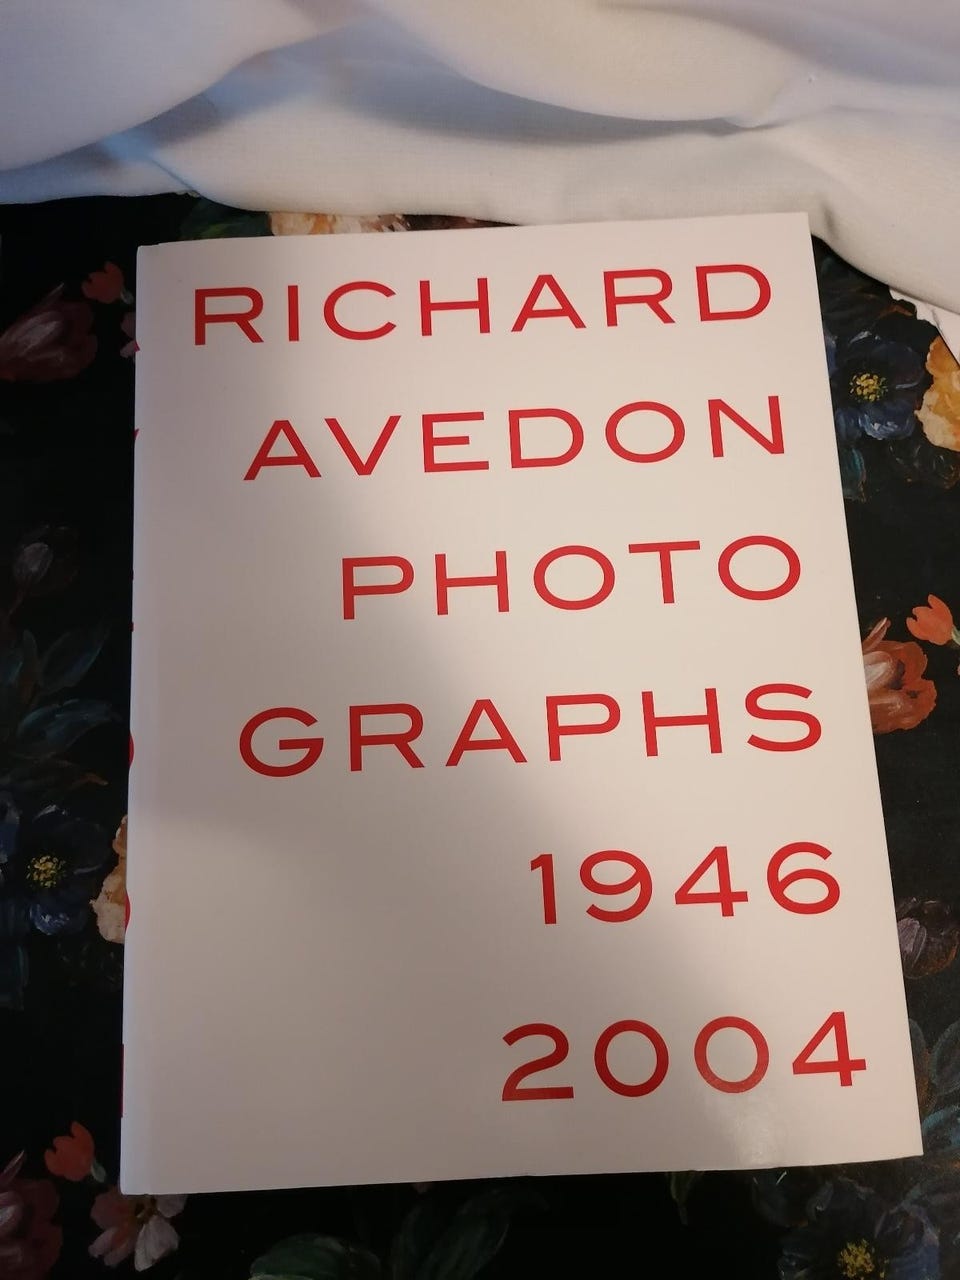 RICHARD
AVEDON
PHOTO
GRAPHS
1946
2004